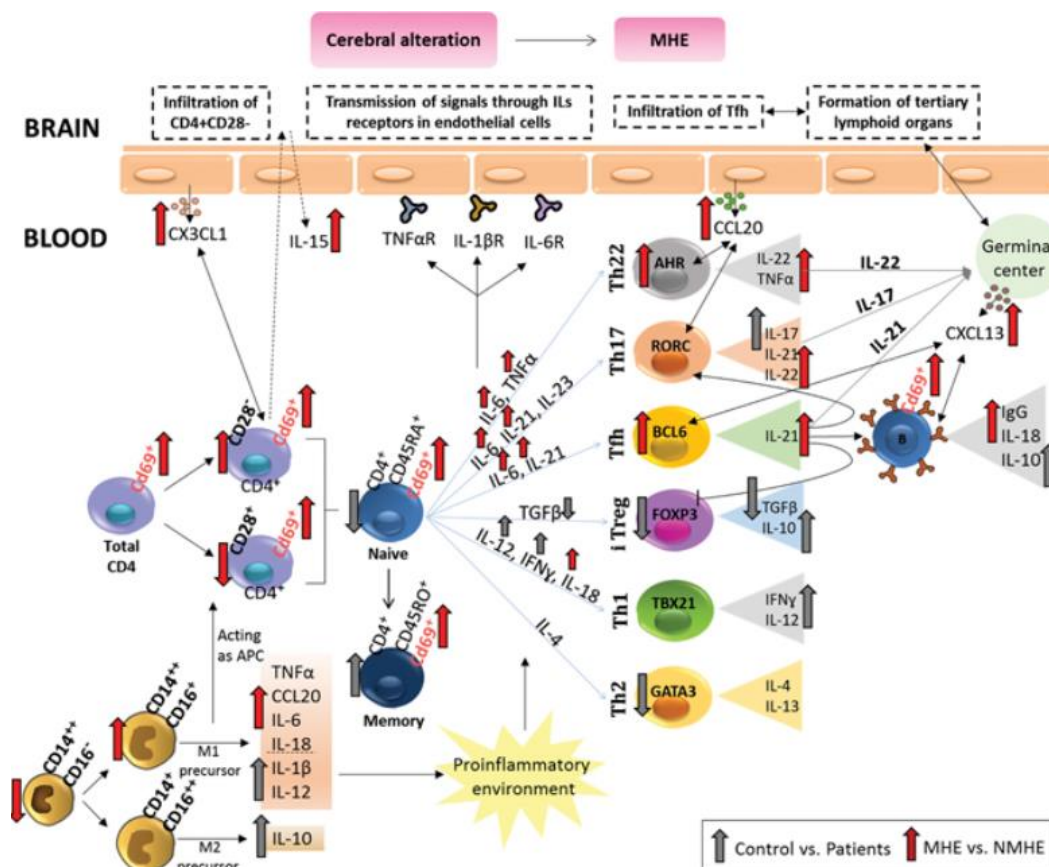 Cerebral alteration
MHE
BRAIN
Infiltration of
CD4+CD28-
Transmission of signals through ILs
receptors in endothelial cells
Infiltration of Tfh
Formation of tertiary
lymphoid organs
BLOOD
CX3CL1
IL-15
TNFαR
IL-1βR
IL-6R
CCL20
Germinal
center
CXCL13
Th22
AHR
IL-22
TNFα
IL-22
Th17
RORC
IL-17
IL-21
IL-22
IL-17
IL-21
Tfh
BCL6
IL-21
Cd69⁺
B
IgG
IL-18
IL-10
i Treg
FOXP3
TGFβ
IL-10
Th1
TBX21
IFNγ
IL-12
Th2
GATA3
IL-4
IL-13
IL-6, TNFα
IL-6, IL-21, IL-23
IL-6, IL-21
TGFβ
IL-12, IFNγ, IL-18
IL-4
Cd69⁺
Total
CD4
CD28⁻
Cd69⁺
CD4⁺
CD28⁺
Cd69⁺
CD4⁺
CD4⁺
CD45RA⁺
Cd69⁺
Naive
CD4⁺
CD45RO⁺
Cd69⁺
Memory
Acting
as APC
CD14⁺⁺
CD16⁻
CD14⁺⁺
CD16⁺
M1
precursor
CD14⁺
CD16⁺⁺
M2
precursor
TNFα
CCL20
IL-6
IL-18
IL-1β
IL-12
IL-10
Proinflammatory
environment
Control vs. Patients
MHE vs. NMHE